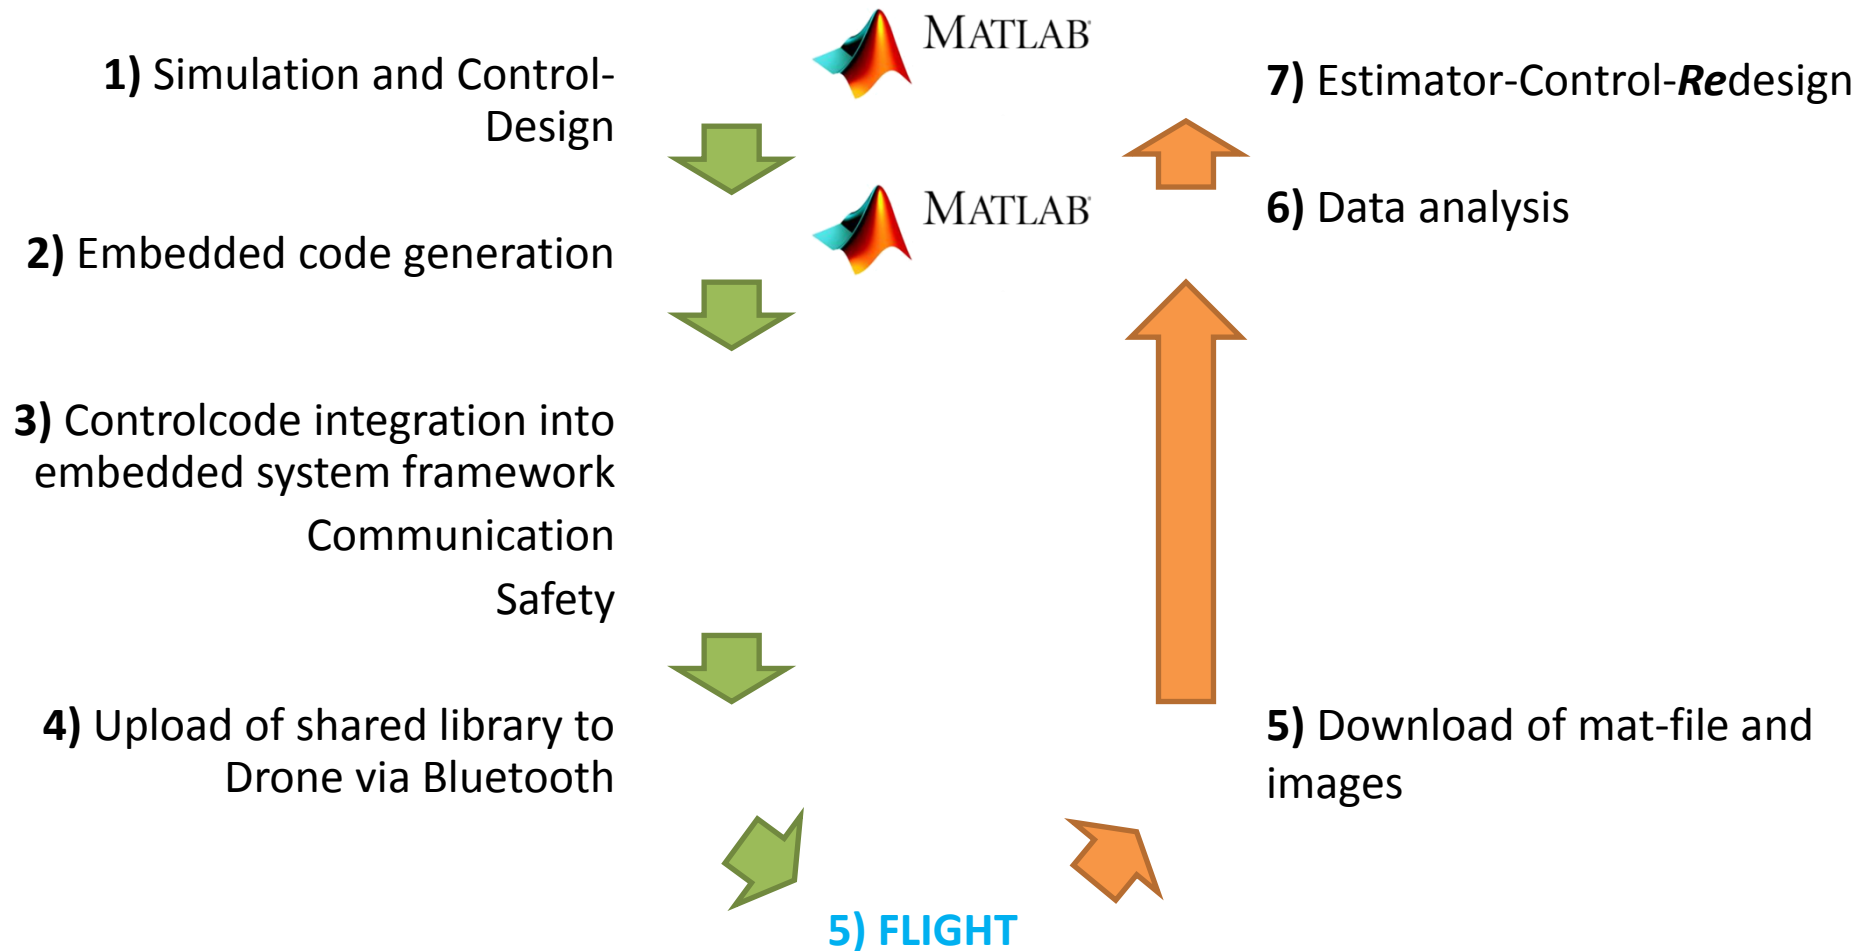 1) Simulation and Control-
Design
2) Embedded code generation
3) Controlcode integration into
embedded system framework
Communication
Safety
4) Upload of shared library to
Drone via Bluetooth
MATLAB®
MATLAB®
5) FLIGHT
7) Estimator-Control-Redesign
6) Data analysis
5) Download of mat-file and
images